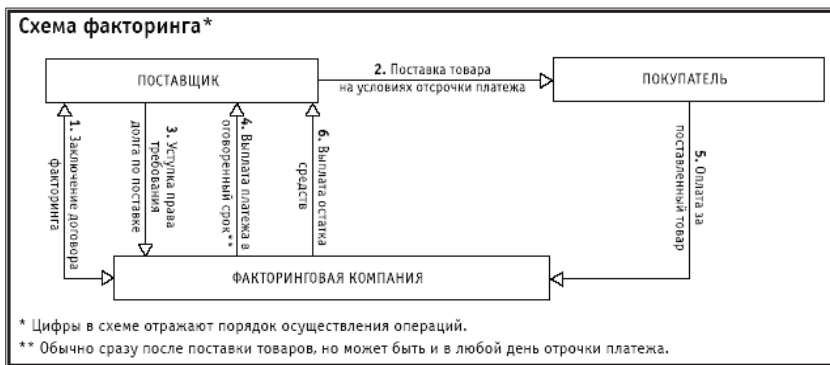 Схема факторинга*
ПОСТАВЩИК
2. Поставка товара
на условиях отсрочки платежа
ПОКУПАТЕЛЬ
1. Заключение договора
факторинга
3. Уступка права
требования
долга по поставке
4. Выплата платежа в
оговоренный срок**
6. Выплата остатка
средств
5. Оплата за
поставленный товар
ФАКТОРИНГОВАЯ КОМПАНИЯ
* Цифры в схеме отражают порядок осуществления операций.
** Обычно сразу после поставки товаров, но может быть и в любой день отрочки платежа.